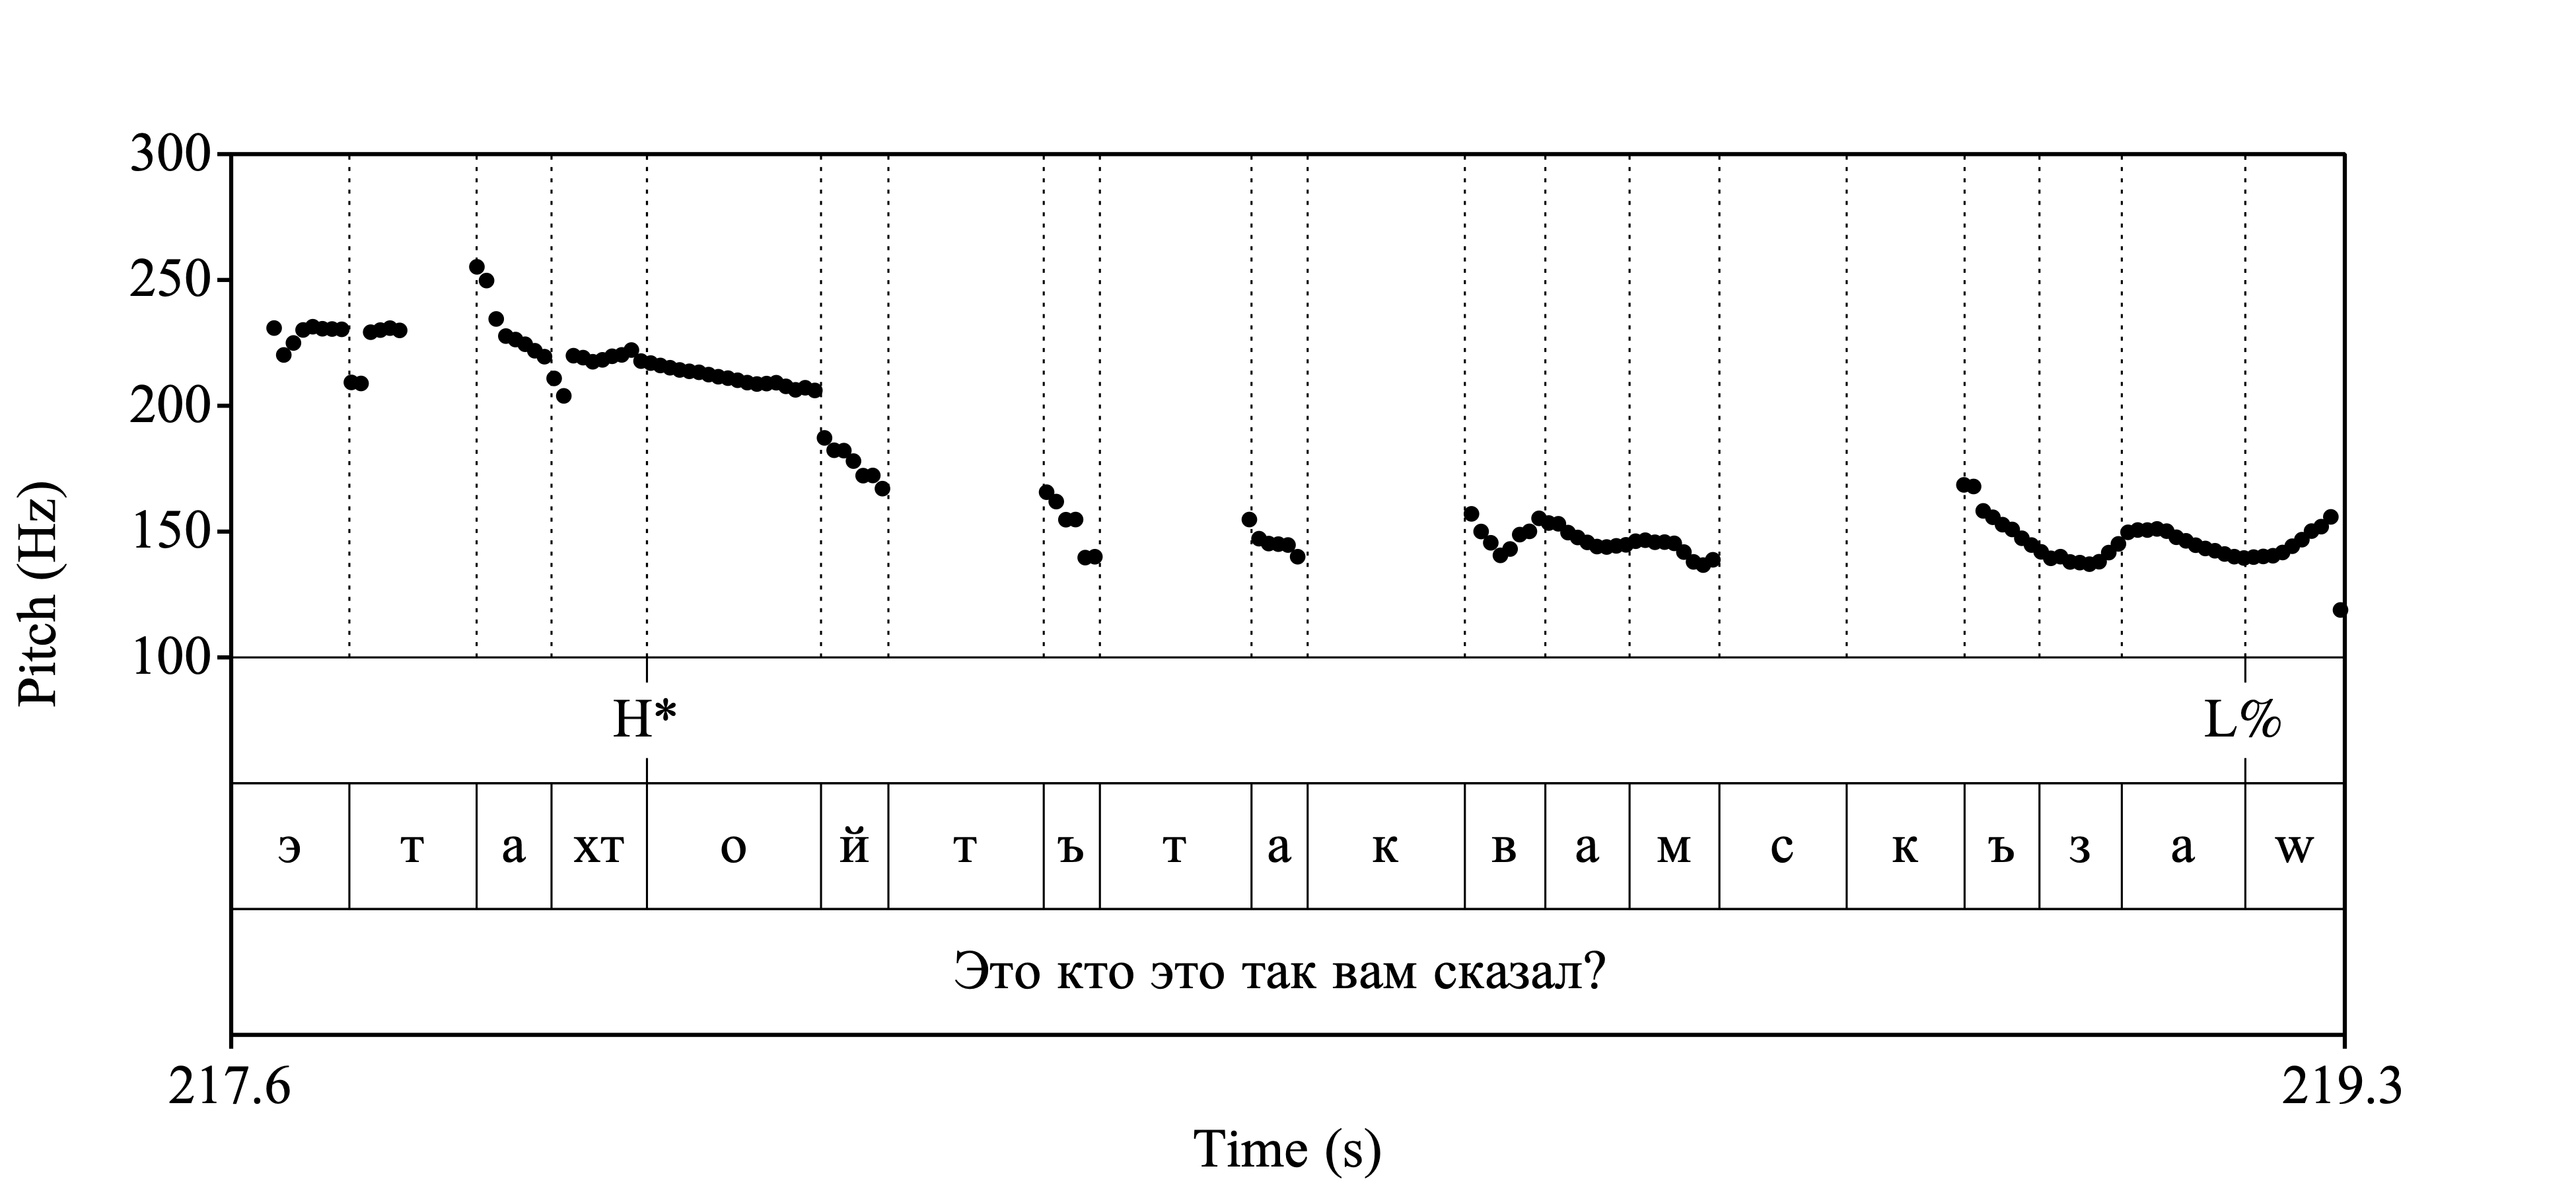 300
250
200
150
100
Pitch (Hz)
H* L%
э т а хт о й т ъ т а к в а м с к ъ з а w
Это кто это так вам сказал?
217.6 219.3
Time (s)